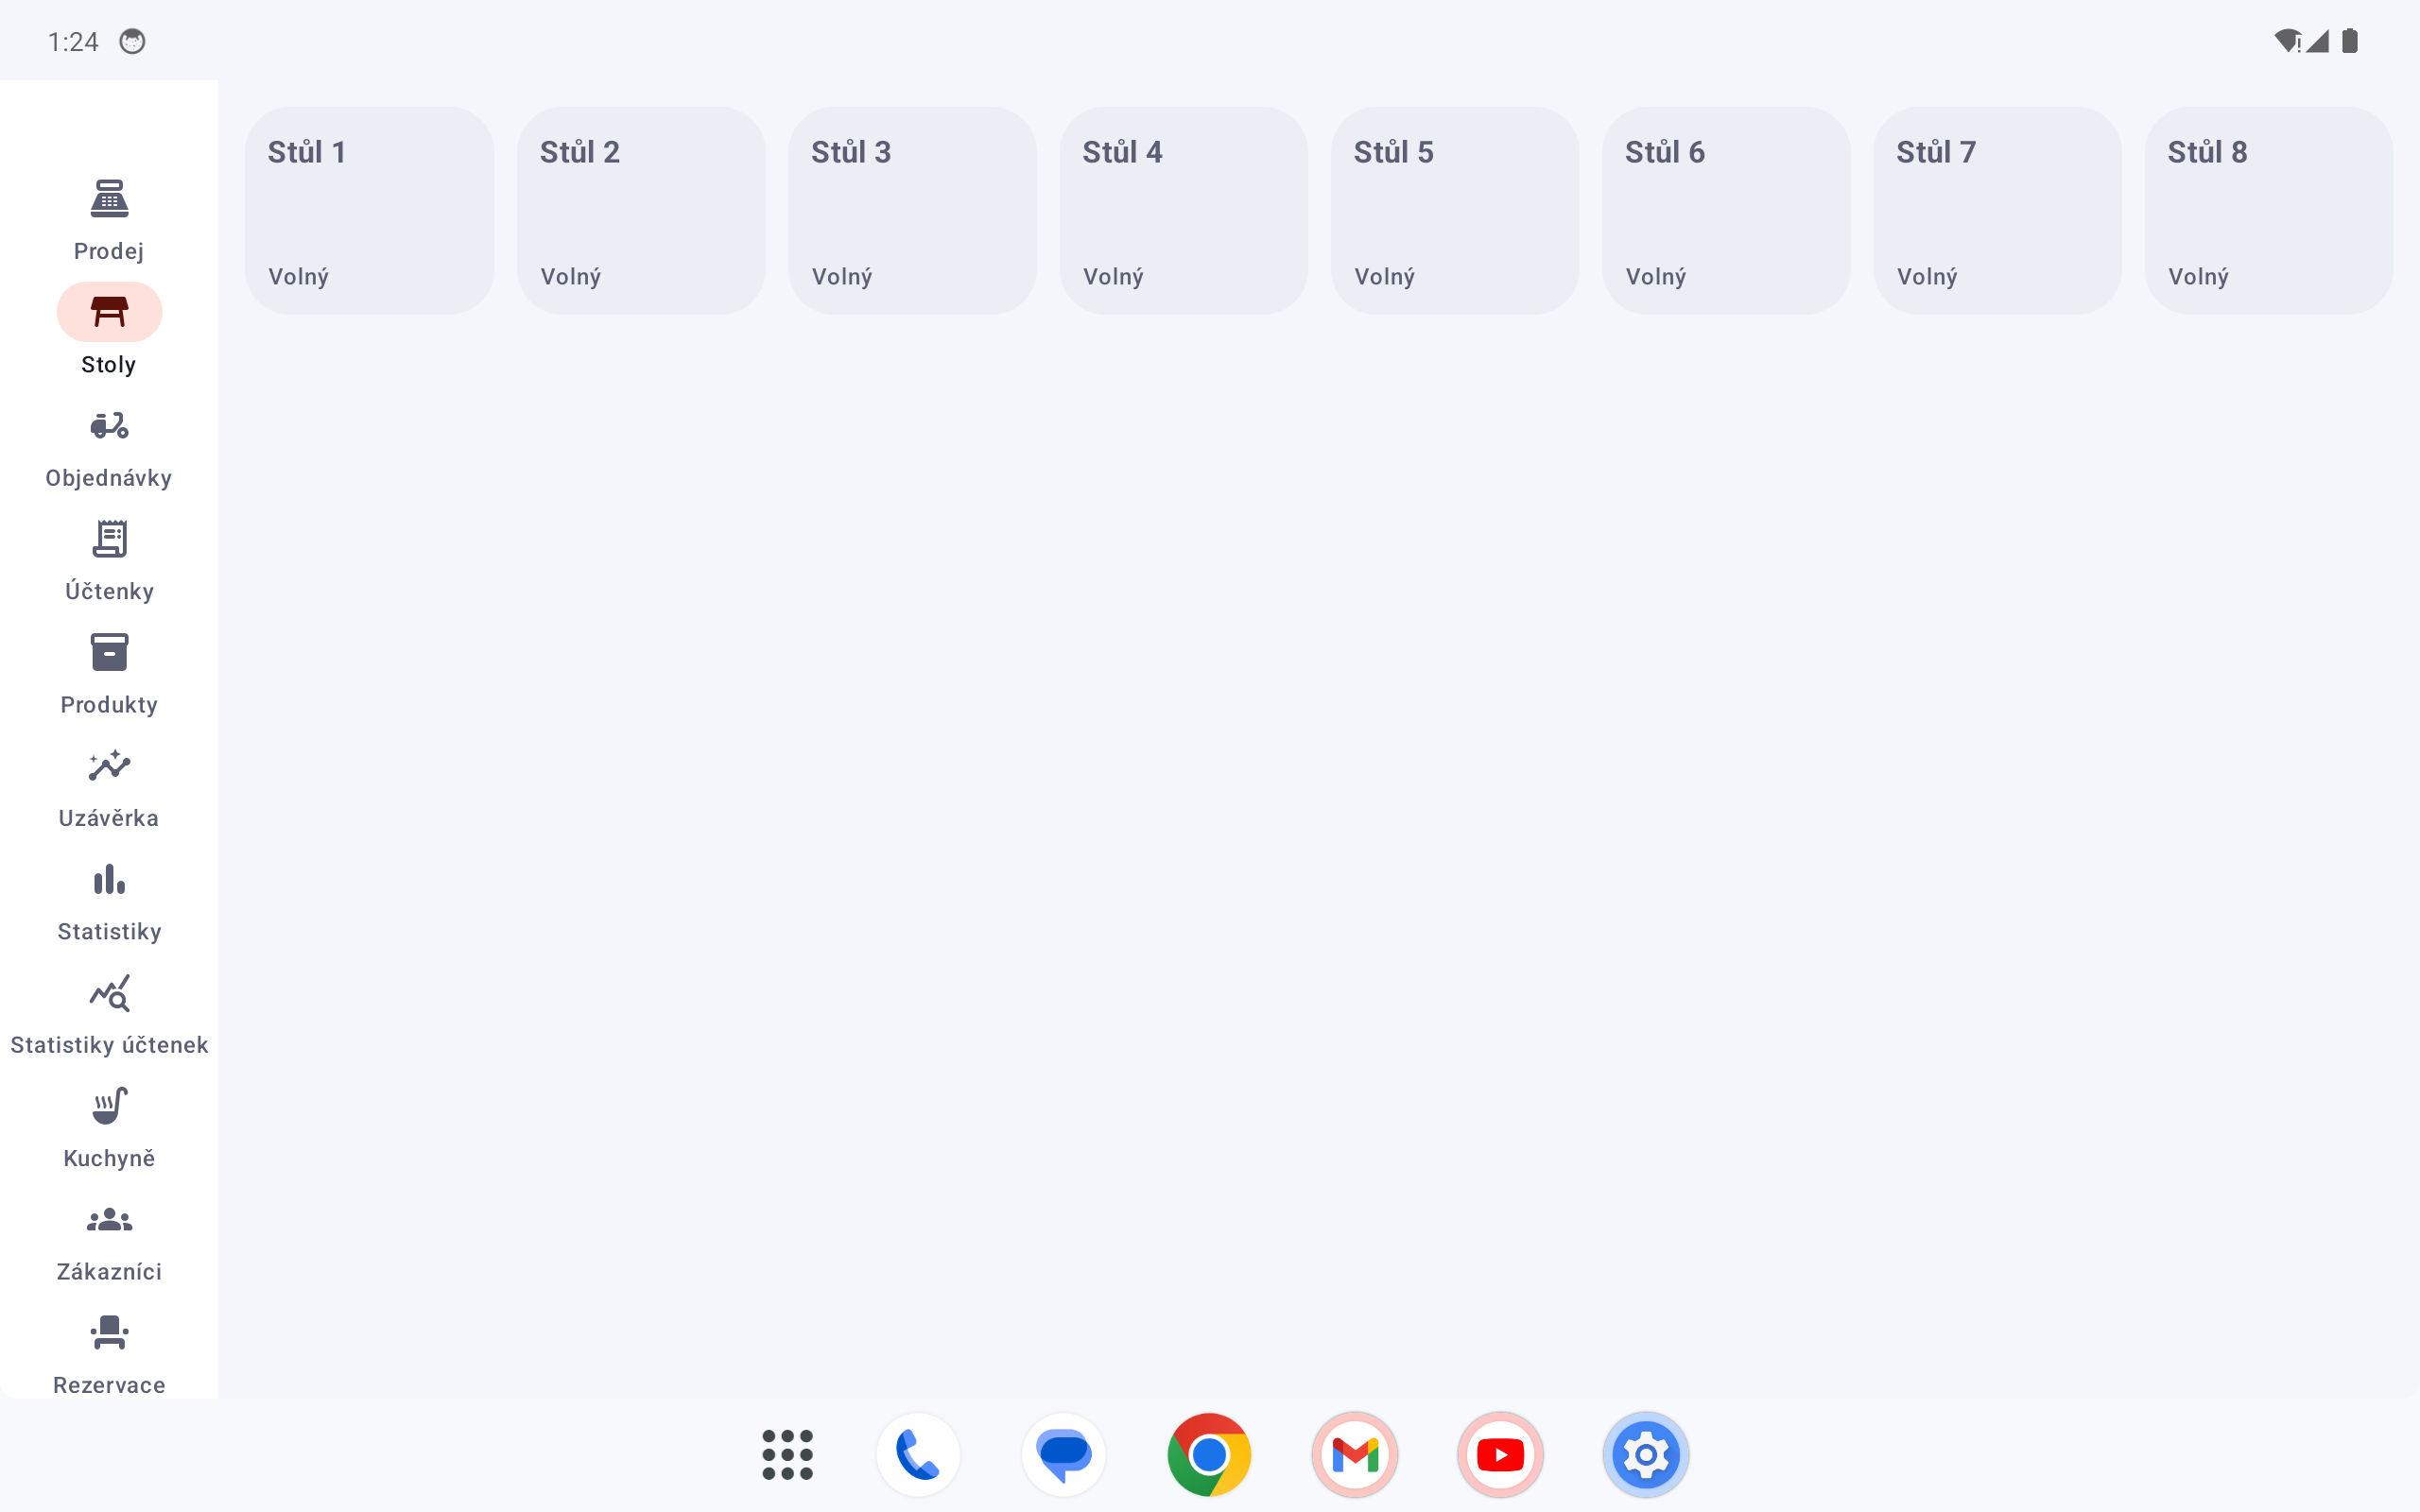 1:24
Prodej
Stoly
Objednávky
Účtenky
Produkty
Uzávěrka
Statistiky
Statistiky účtenek
Kuchyně
Zákazníci
Rezervace
Stůl 1
Volný
Stůl 2
Volný
Stůl 3
Volný
Stůl 4
Volný
Stůl 5
Volný
Stůl 6
Volný
Stůl 7
Volný
Stůl 8
Volný